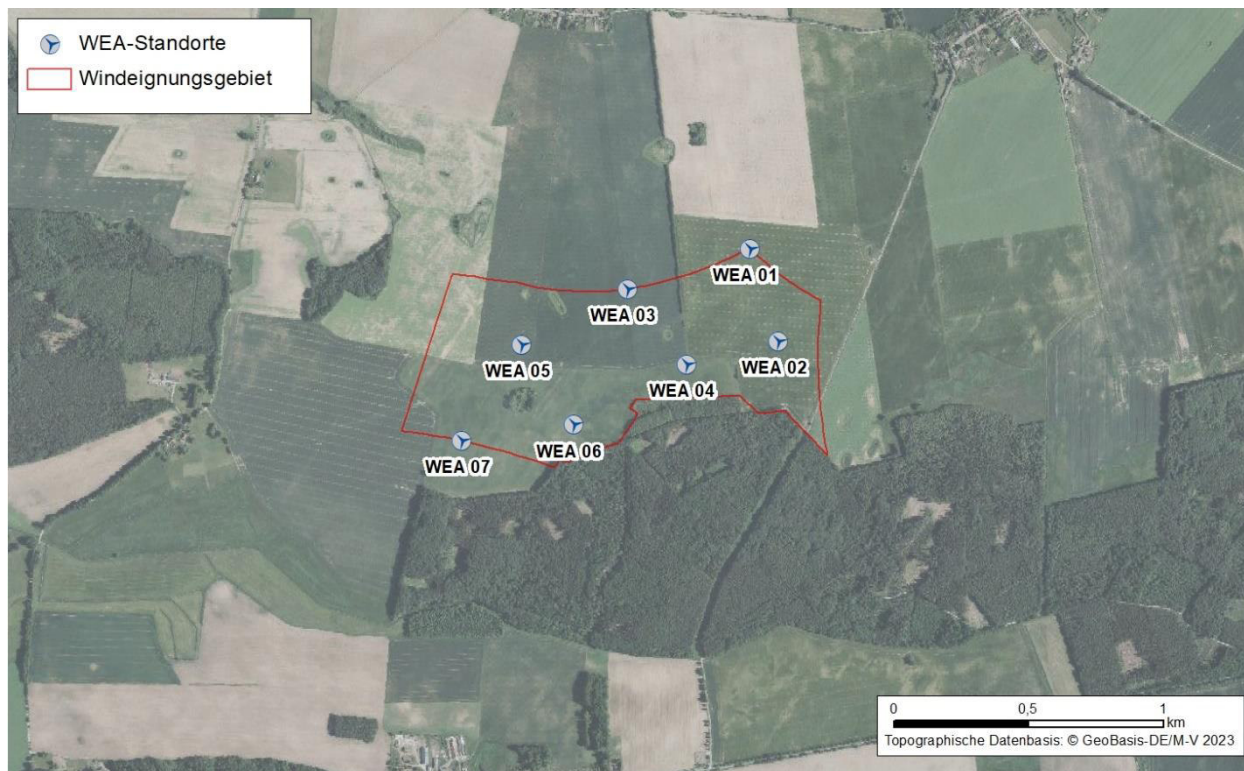 WEA-Standorte
Windeignungsgebiet
WEA 01
WEA 03
WEA 02
WEA 05
WEA 04
WEA 06
WEA 07
0 0,5 1
km
Topographische Datenbasis: © GeoBasis-DE/M-V 2023